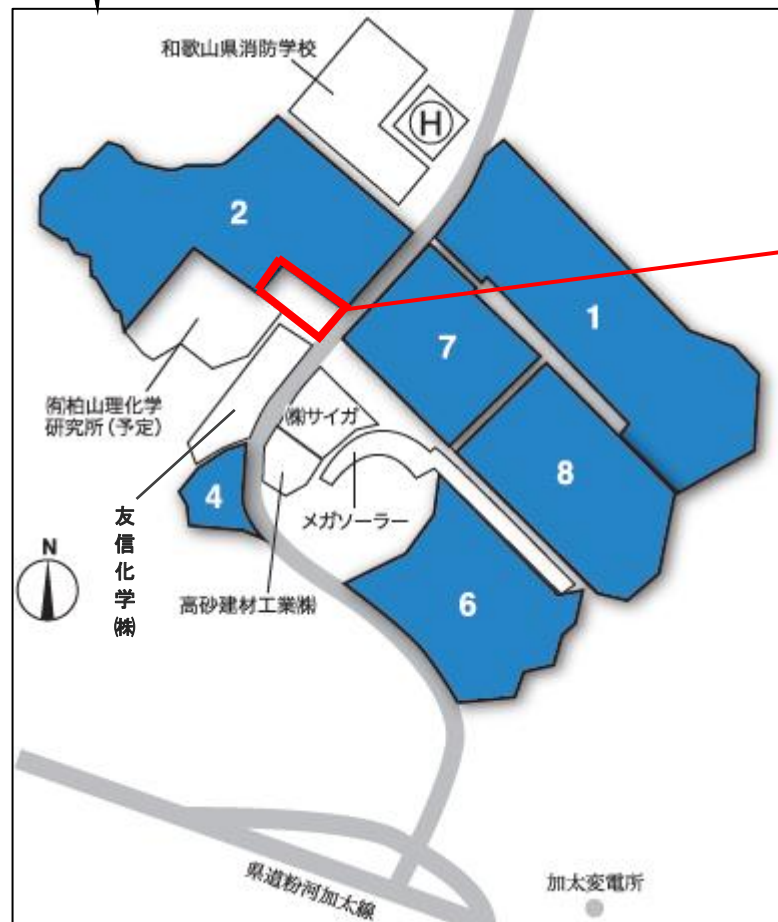 和歌山県消防学校
H
2
1
7
㈲柏山理化学
研究所（予定）
㈱サイガ
8
4
メガソーラー
友信化学㈱
N
6
高砂建材工業㈱
県道粉河加太線
加太変電所